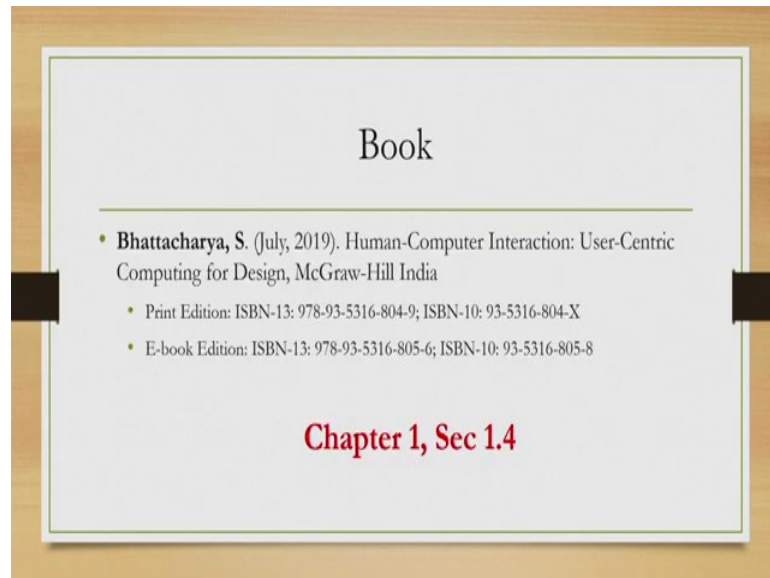 Book
• Bhattacharya, S. (July, 2019). Human-Computer Interaction: User-Centric
Computing for Design, McGraw-Hill India
• Print Edition: ISBN-13: 978-93-5316-804-9; ISBN-10: 93-5316-804-X
• E-book Edition: ISBN-13: 978-93-5316-805-6; ISBN-10: 93-5316-805-8
Chapter 1, Sec 1.4